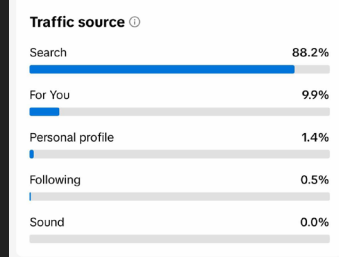 Traffic source
Search 88.2%
For You 9.9%
Personal profile 1.4%
Following 0.5%
Sound 0.0%